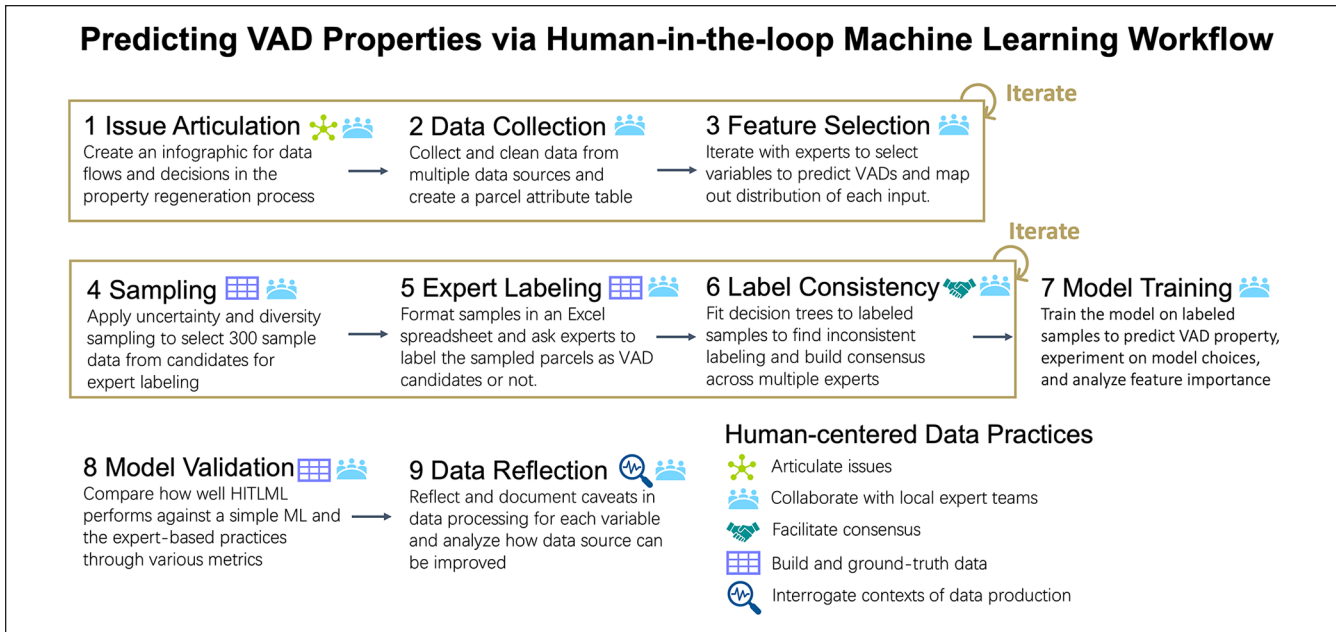 Predicting VAD Properties via Human-in-the-loop Machine Learning Workflow
Iterate
1 Issue Articulation
Create an infographic for data
flows and decisions in the
property regeneration process
2 Data Collection
Collect and clean data from
multiple data sources and
create a parcel attribute table
3 Feature Selection
Iterate with experts to select
variables to predict VADs and map
out distribution of each input.
Iterate
4 Sampling
Apply uncertainty and diversity
sampling to select 300 sample
data from candidates for
expert labeling
5 Expert Labeling
Format samples in an Excel
spreadsheet and ask experts to
label the sampled parcels as VAD
candidates or not.
6 Label Consistency
Fit decision trees to labeled
samples to find inconsistent
labeling and build consensus
across multiple experts
7 Model Training
Train the model on labeled
samples to predict VAD property,
experiment on model choices,
and analyze feature importance
8 Model Validation
Compare how well HITLML
performs against a simple ML and
the expert-based practices
through various metrics
9 Data Reflection
Reflect and document caveats in
data processing for each variable
and analyze how data source can
be improved
Human-centered Data Practices
Articulate issues
Collaborate with local expert teams
Facilitate consensus
Build and ground-truth data
Interrogate contexts of data production